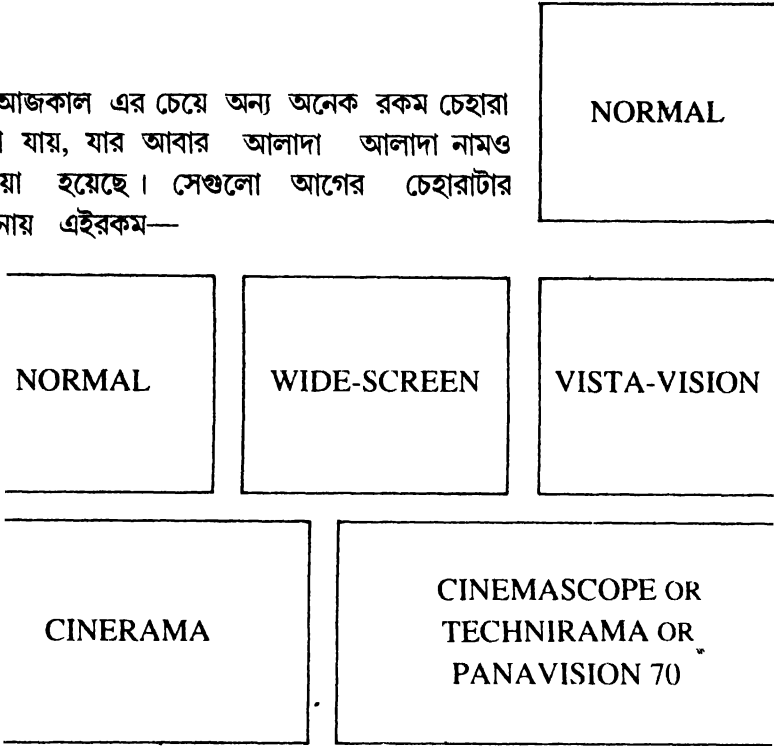 আজকাল এর চেয়ে অন্য অনেক রকম চেহারা
যায়, যার আবার আলাদা আলাদা নামও
হয়েছে । সেগুলো আগের চেহারাটার
এইরকম—
NORMAL
NORMAL WIDE-SCREEN VISTA-VISION
CINERAMA
CINEMASCOPE OR
TECHNIRAMA OR
PANAVISION 70